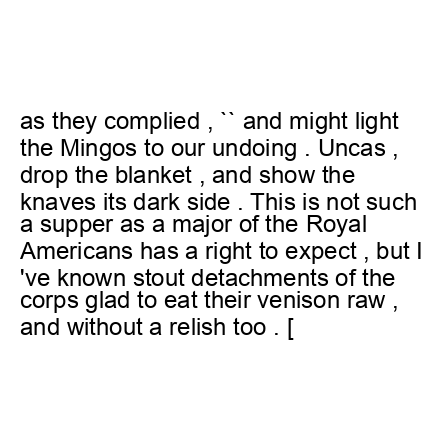 as they complied , `` and might light
the Mingos to our undoing . Uncas ,
drop the blanket , and show the
knaves its dark side . This is not such
a supper as a major of the Royal
Americans has a right to expect , but I
've known stout detachments of the
corps glad to eat their venison raw ,
and without a relish too . [